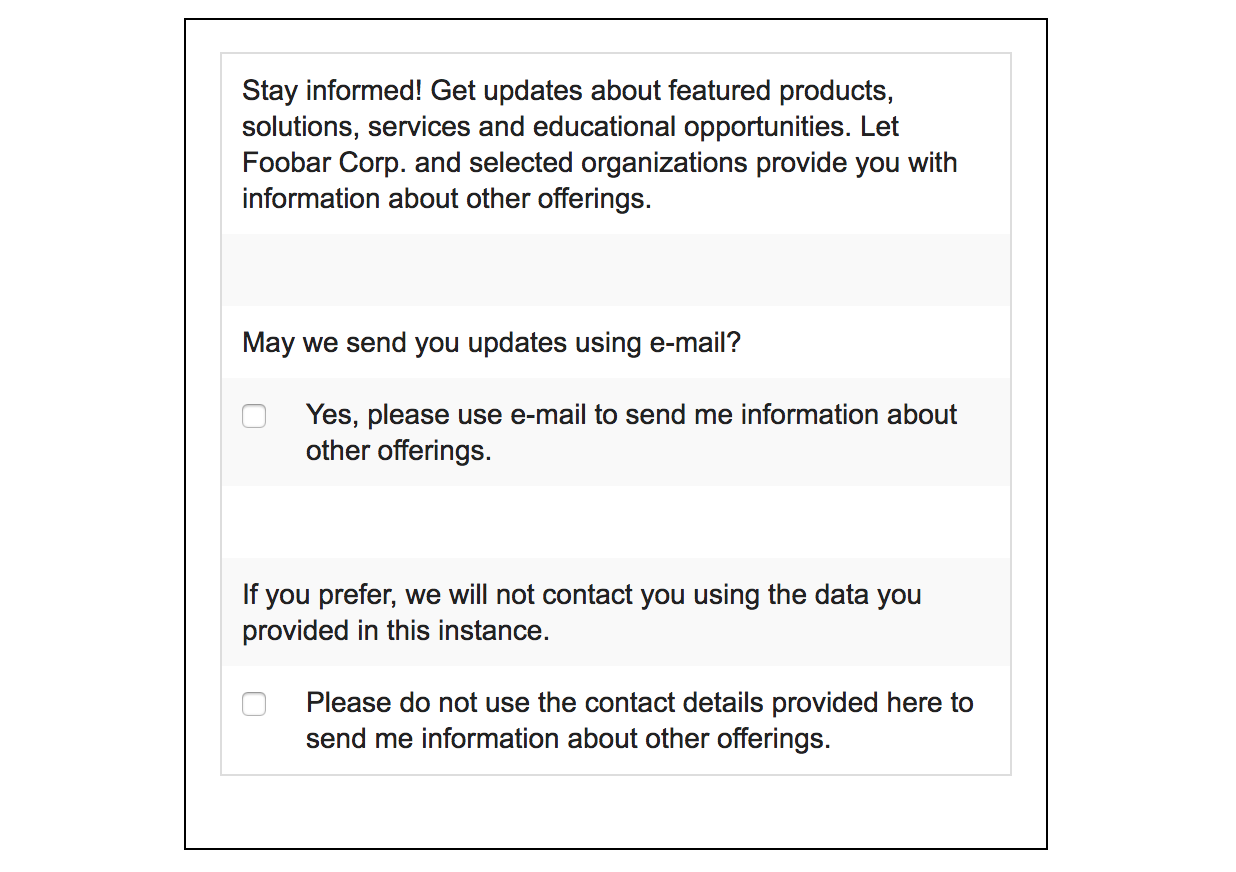 Stay informed! Get updates about featured products,
solutions, services and educational opportunities. Let
Foobar Corp. and selected organizations provide you with
information about other offerings.
May we send you updates using e-mail?
Yes, please use e-mail to send me information about
other offerings.
If you prefer, we will not contact you using the data you
provided in this instance.
Please do not use the contact details provided here to
send me information about other offerings.